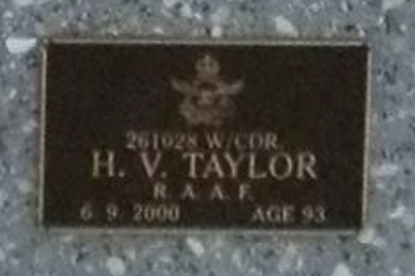 261028 W/CDR.
H. V. TAYLOR
R. A. A. F.
6 9 2000 AGE 93